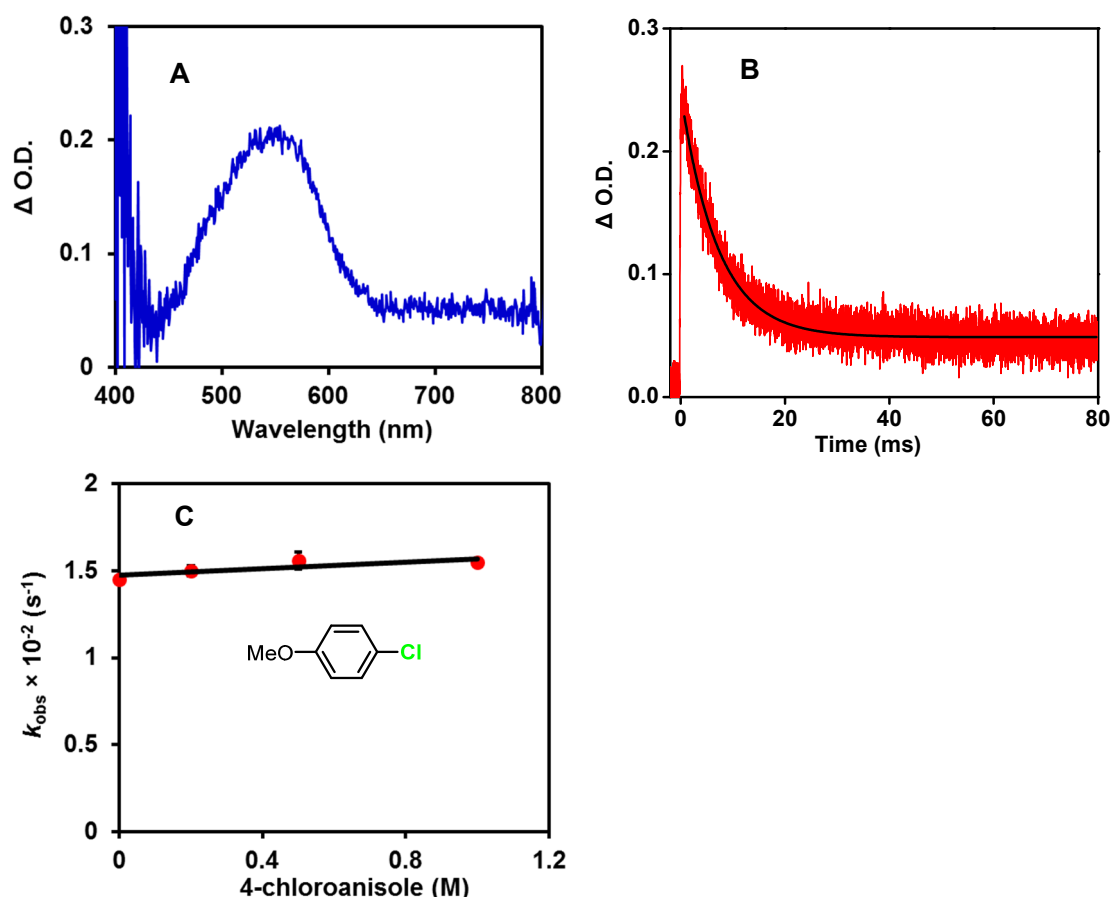 A
Δ O.D.
0.3
0.2
0.1
0
400
500
600
700
800
Wavelength (nm)
B
Δ O.D.
0.3
0.2
0.1
0.0
0
20
40
60
80
Time (ms)
C
k_obs × 10⁻² (s⁻¹)
2
1.5
1
0.5
0
MeO
Cl
0
0.4
0.8
1.2
4-chloroanisole (M)